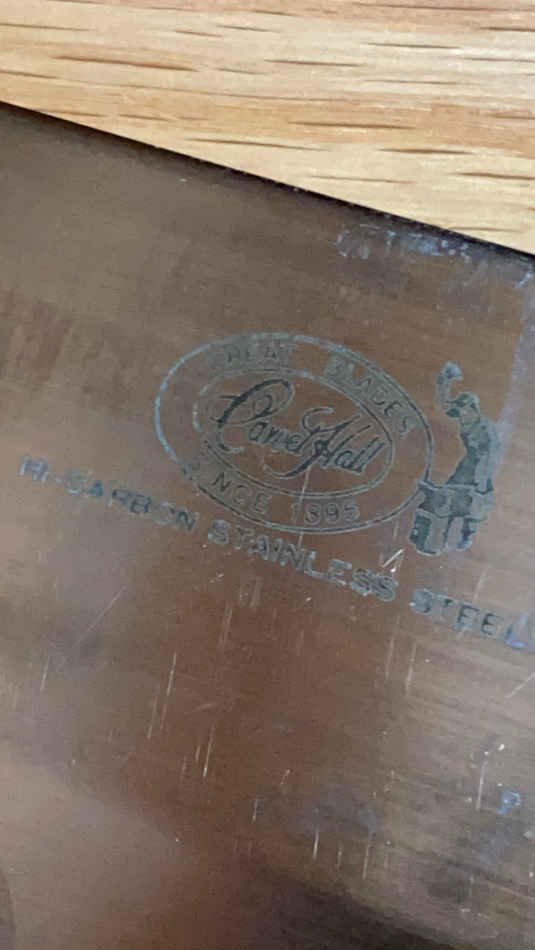 GREAT BLADES
Carvel Hall
SINCE 1895
HI-CARBON STAINLESS STEEL